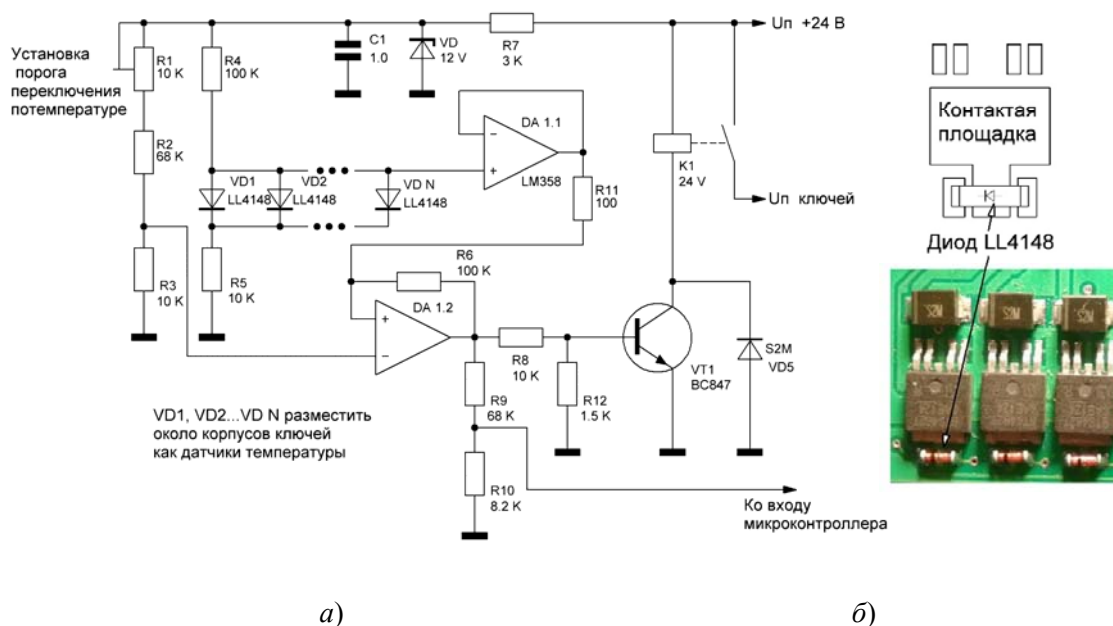 Установка
порога
переключения
потемпературе
R1
10 K
R4
100 K
C1
1.0
VD
12 V
R7
3 K
Uп +24 В
R2
68 K
DA 1.1
LM358
K1
24 V
VD1
LL4148
VD2
LL4148
VD N
LL4148
R11
100
Uп ключей
R3
10 K
R5
10 K
R6
100 K
DA 1.2
R8
10 K
R9
68 K
R12
1.5 K
VT1
BC847
S2M
VD5
VD1, VD2...VD N разместить
около корпусов ключей
как датчики температуры
R10
8.2 K
Ко входу
микроконтроллера
Контактая
площадка
Диод LL4148
а)
б)